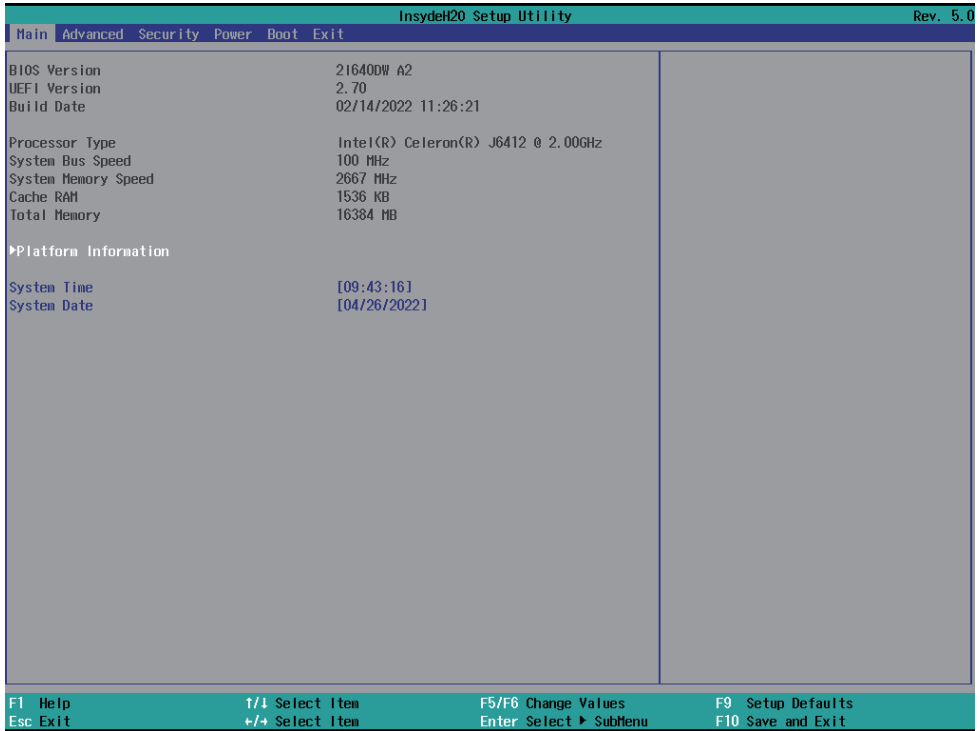 InsydeH2O Setup Utility Rev. 5.0
Main Advanced Security Power Boot Exit
BIOS Version 21640DW A2
UEFI Version 2.70
Build Date 02/14/2022 11:26:21
Processor Type Intel(R) Celeron(R) J6412 @ 2.00GHz
System Bus Speed 100 MHz
System Memory Speed 2667 MHz
Cache RAM 1536 KB
Total Memory 16384 MB
▶Platform Information
System Time [09:43:16]
System Date [04/26/2022]
F1 Help ↑/↓ Select Item F5/F6 Change Values F9 Setup Defaults
Esc Exit ←/→ Select Item Enter Select ▶ SubMenu F10 Save and Exit